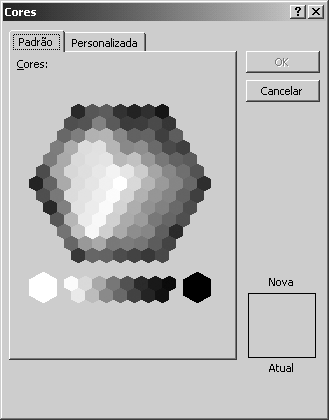 Cores
Padrão
Personalizada
Cores:
OK
Cancelar
Nova
Atual